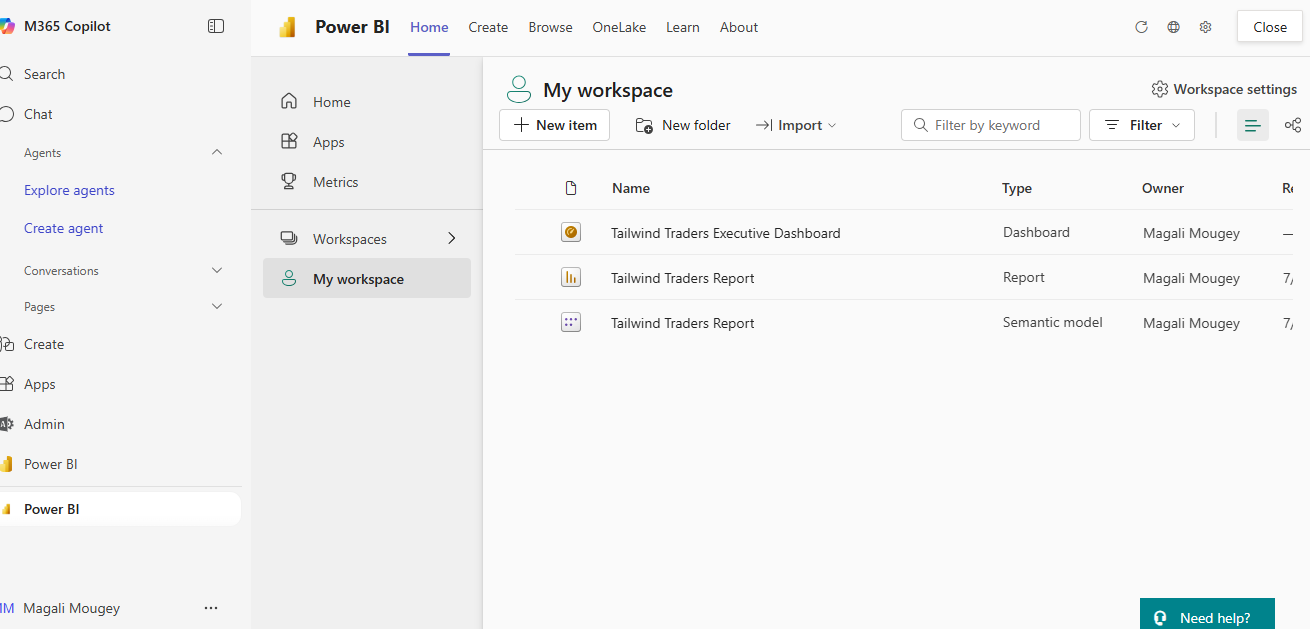 M365 Copilot
Search
Chat
Agents
Explore agents
Create agent
Conversations
Pages
Create
Apps
Admin
Power BI
Power BI
Magali Mougey
Power BI Home Create Browse OneLake Learn About Close
Home
Apps
Metrics
Workspaces
My workspace
My workspace Workspace settings
New item New folder Import Filter by keyword Filter
Name Type Owner
Tailwind Traders Executive Dashboard Dashboard Magali Mougey —
Tailwind Traders Report Report Magali Mougey 7/
Tailwind Traders Report Semantic model Magali Mougey 7/
Need help?